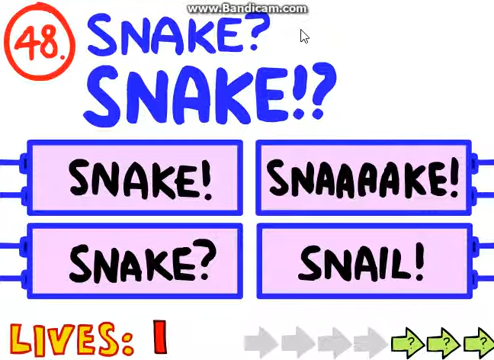 www.Bandicam.com
48.
SNAKE?
SNAKE!?
SNAKE!
SNAAAAKE!
SNAKE?
SNAIL!
LIVES: 1
? ? ?